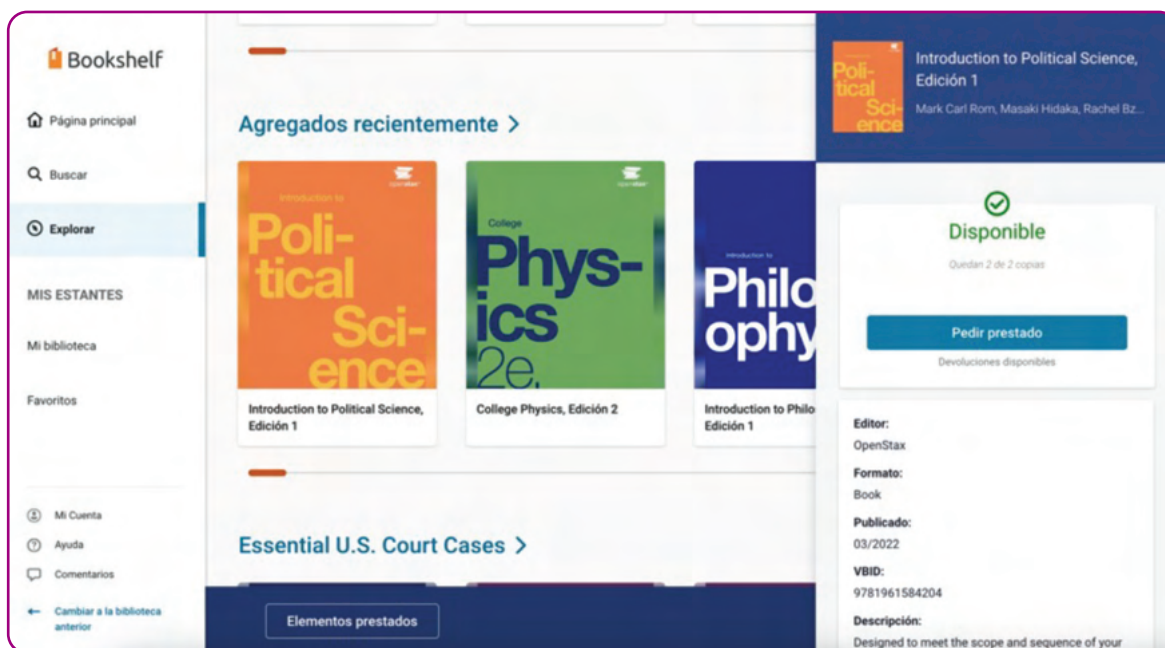 Bookshelf
Página principal
Buscar
Explorar
MIS ESTANTES
Mi biblioteca
Favoritos
Mi Cuenta
Ayuda
Comentarios
Cambiar a la biblioteca
anterior
Agregados recientemente >
openstax
Introduction to
Poli-
tical
Sci-
ence
Introduction to Political Science,
Edición 1
openstax
College
Phys-
ics
2e.
College Physics, Edición 2
Introduction to
Philo
ophy
Introduction to Philo
Edición 1
Essential U.S. Court Cases >
Elementos prestados
Poli-
tical
Sci-
ence
Introduction to Political Science,
Edición 1
Mark Carl Rom, Masaki Hidaka, Rachel Bz...
Disponible
Quedan 2 de 2 copias
Pedir prestado
Devoluciones disponibles
Editor:
OpenStax
Formato:
Book
Publicado:
03/2022
VBID:
9781961584204
Descripción:
Designed to meet the scope and sequence of your